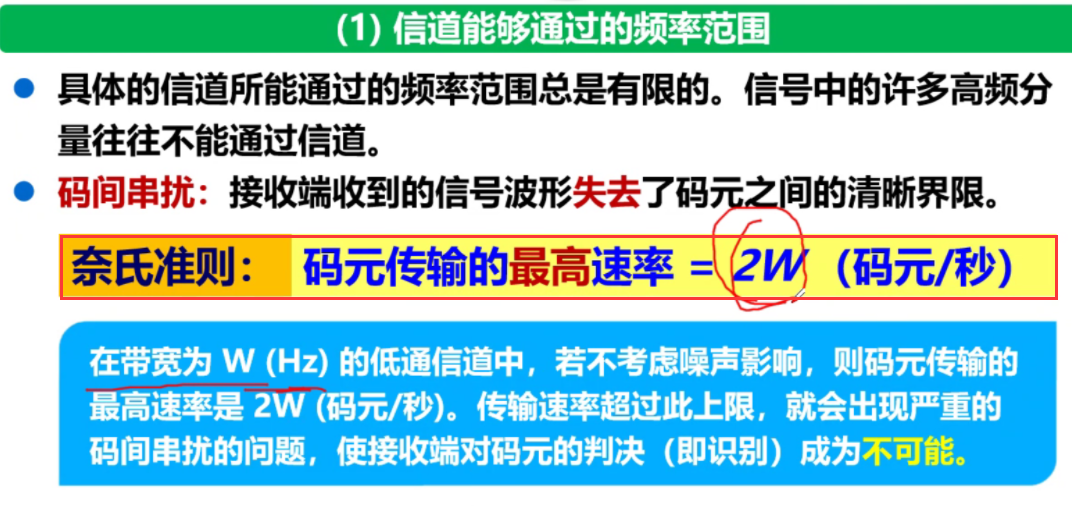 (1) 信道能够通过的频率范围
具体的信道所能通过的频率范围总是有限的。信号中的许多高频分
量往往不能通过信道。
码间串扰：接收端收到的信号波形失去了码元之间的清晰界限。
奈氏准则： 码元传输的最高速率 = 2W（码元/秒）
在带宽为 W (Hz) 的低通信道中，若不考虑噪声影响，则码元传输的
最高速率是 2W (码元/秒)。传输速率超过此上限，就会出现严重的
码间串扰的问题，使接收端对码元的判决（即识别）成为不可能。